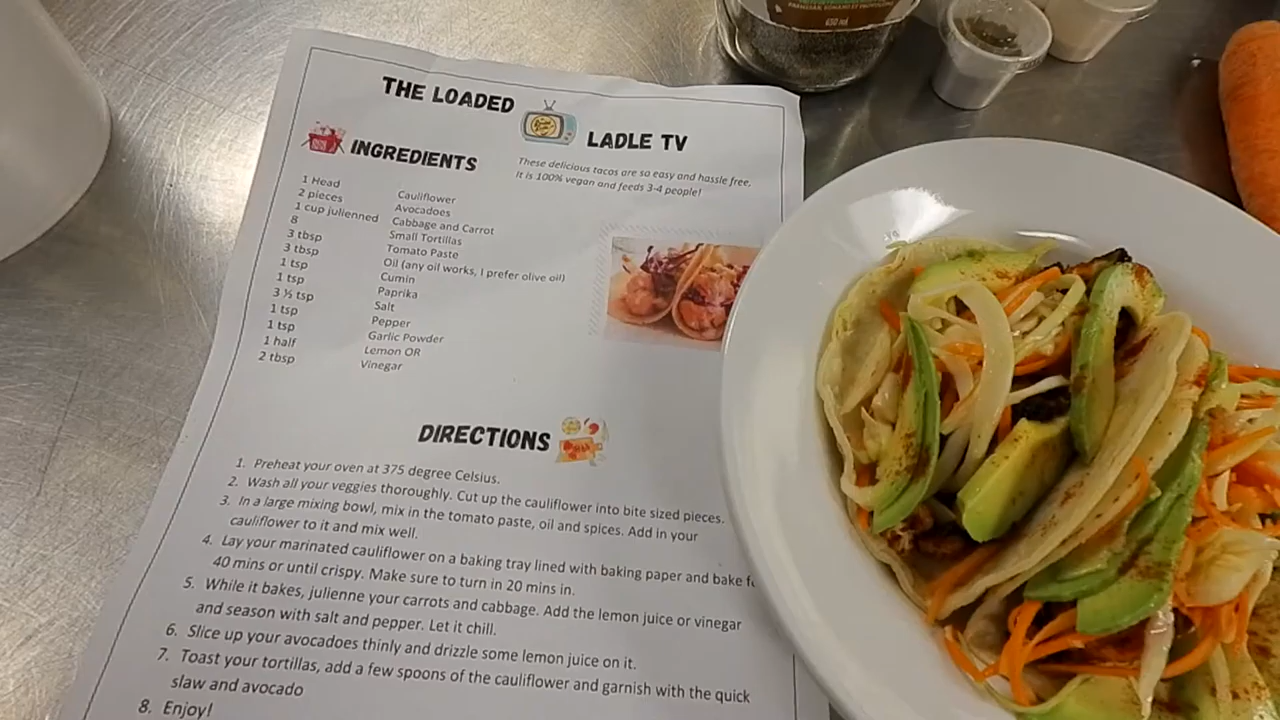 PARMESAN, ROMANO ET PROVOLONE
650 mL
THE LOADED
LADLE TV
INGREDIENTS
These delicious tacos are so easy and hassle free.
It is 100% vegan and feeds 3-4 people!
1 Head Cauliflower
2 pieces Avocadoes
1 cup julienned Cabbage and Carrot
8 Small Tortillas
3 tbsp Tomato Paste
3 tbsp Oil (any oil works, I prefer olive oil)
1 tsp Cumin
1 tsp Paprika
3 ½ tsp Salt
1 tsp Pepper
1 tsp Garlic Powder
1 half Lemon OR
2 tbsp Vinegar
DIRECTIONS
1. Preheat your oven at 375 degree Celsius.
2. Wash all your veggies thoroughly. Cut up the cauliflower into bite sized pieces.
3. In a large mixing bowl, mix in the tomato paste, oil and spices. Add in your
cauliflower to it and mix well.
4. Lay your marinated cauliflower on a baking tray lined with baking paper and bake
40 mins or until crispy. Make sure to turn in 20 mins in.
5. While it bakes, julienne your carrots and cabbage. Add the lemon juice or vinegar
and season with salt and pepper. Let it chill.
6. Slice up your avocadoes thinly and drizzle some lemon juice on it.
7. Toast your tortillas, add a few spoons of the cauliflower and garnish with the quick
slaw and avocado
8. Enjoy!